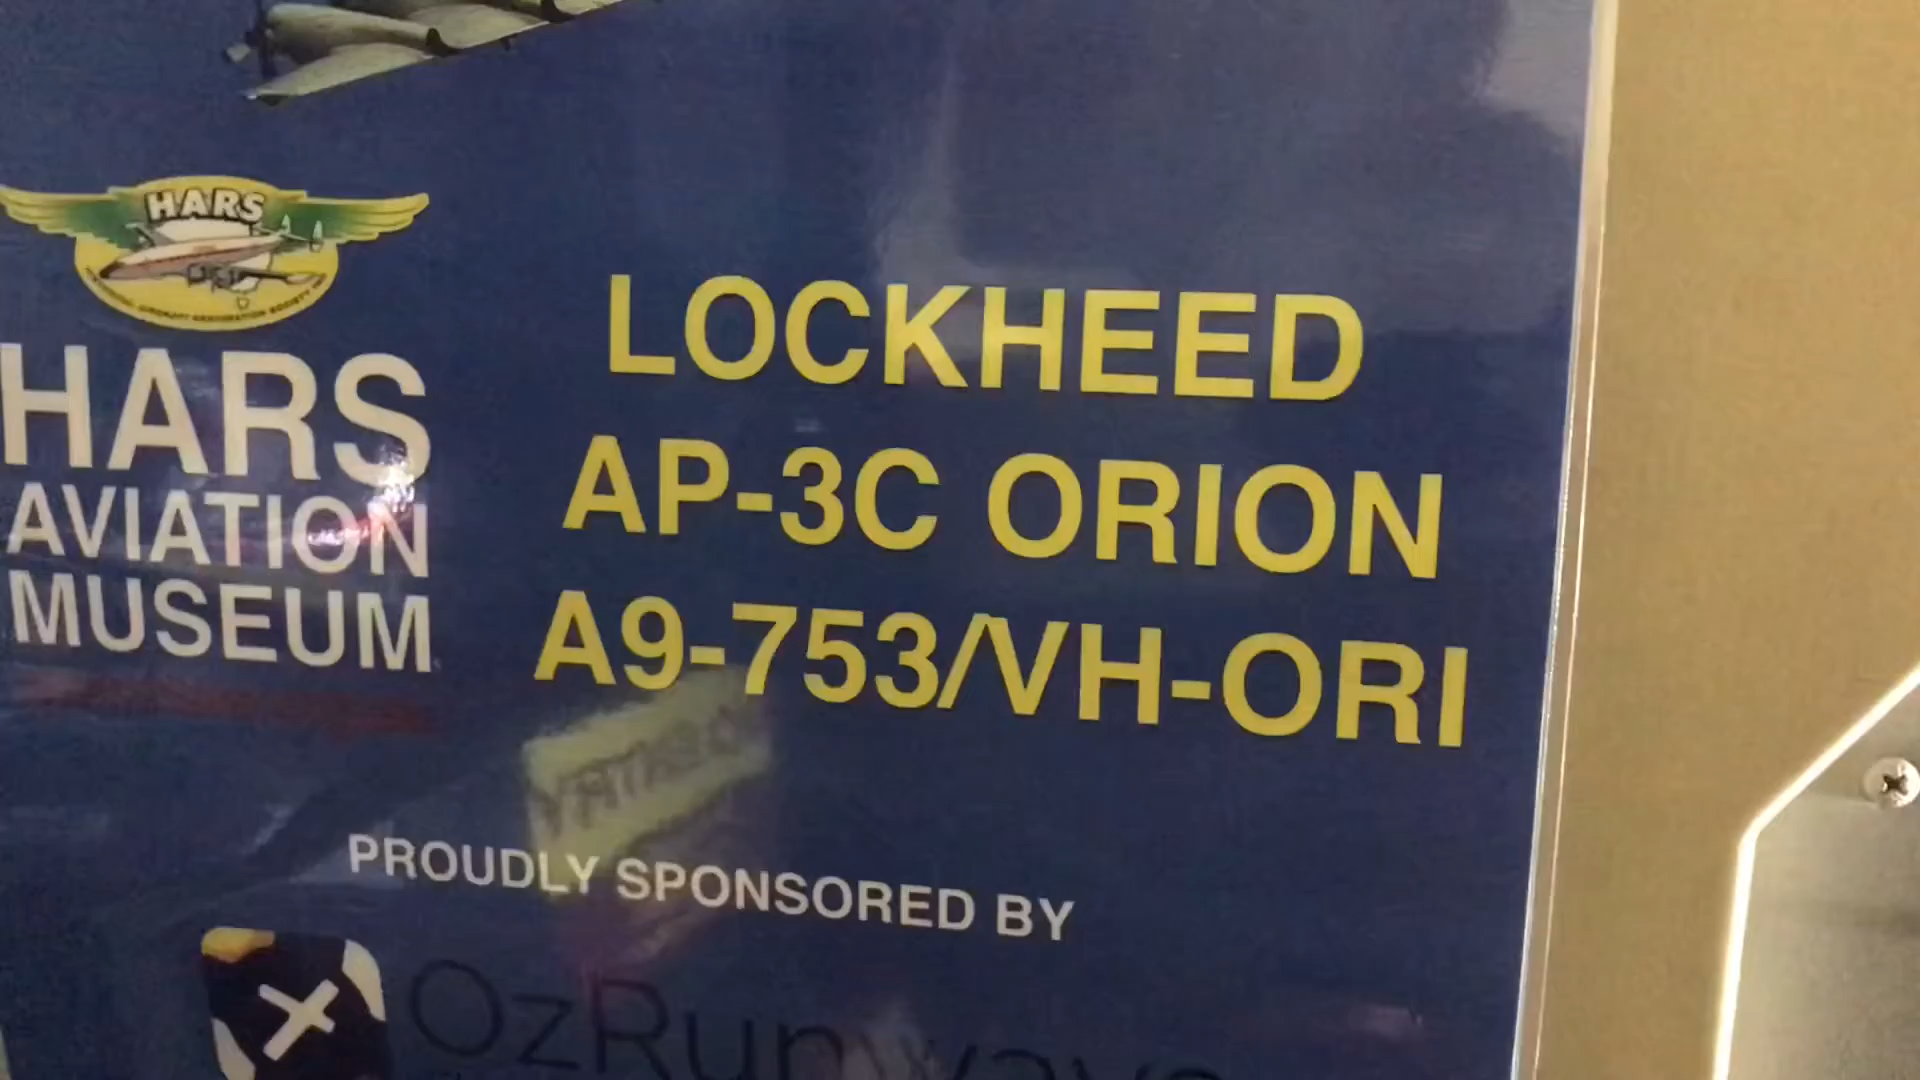 HARS
HARS
AVIATION
MUSEUM
LOCKHEED
AP-3C ORION
A9-753/VH-ORI
PROUDLY SPONSORED BY
OzRunways